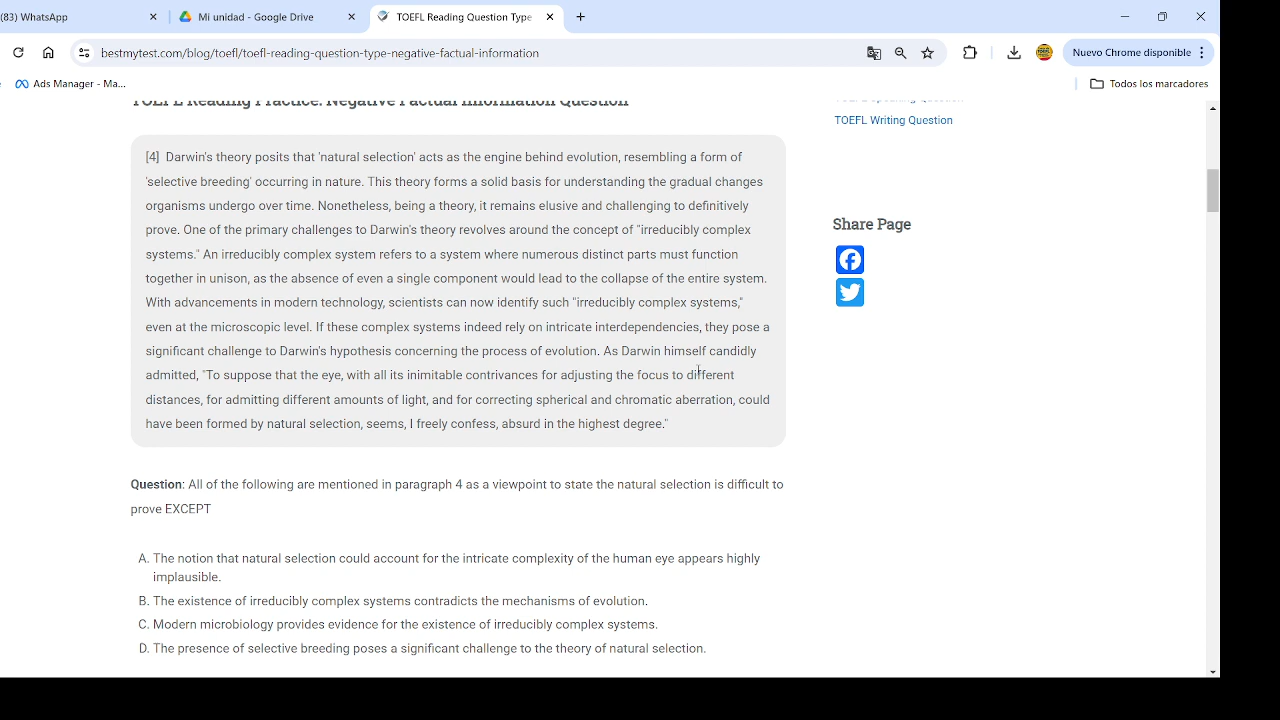 (83) WhatsApp
Mi unidad - Google Drive
bestmytest.com/blog/toefl/toefl-reading-question-type-negative-factual-information
Nuevo Chrome disponible
Ads Manager - Ma...
Todos los marcadores
TOEFL Writing Question
[4] Darwin's theory posits that 'natural selection' acts as the engine behind evolution, resembling a form of
'selective breeding' occurring in nature. This theory forms a foundation for understanding the gradual changes
organisms undergo over time. Nonetheless, being a theory, it remains elusive and challenging to definitively
prove. One of the primary challenges to Darwin's theory revolves around the concept of "irreducibly complex
systems." An irreducibly complex system refers to a system where numerous distinct parts must function
together in unison, and the removal of even a single component would lead to the collapse of the entire system.
With advancements in modern technology, scientists can now identify such "irreducibly complex systems,"
even at the microscopic level. If these complex systems indeed rely on intricate interdependencies, they pose a
significant challenge to Darwin's hypothesis concerning the process of evolution. As Darwin himself candidly
admitted, "To suppose that the eye, with all its inimitable contrivances for adjusting the focus to different
distances, for admitting different amounts of light, and for correcting spherical and chromatic aberration, could
have been formed by natural selection, seems, I freely confess, absurd in the highest degree."
Share Page
Question: All of the following are mentioned in paragraph 4 as a viewpoint to state the natural selection is difficult to
prove EXCEPT
A. The notion that natural selection could account for the intricate complexity of the human eye appears highly
implausible.
B. The existence of irreducibly complex systems contradicts the mechanisms of evolution.
C. Modern microbiology provides evidence for the existence of irreducibly complex systems.
D. The presence of selective breeding poses a significant challenge to the theory of natural selection.